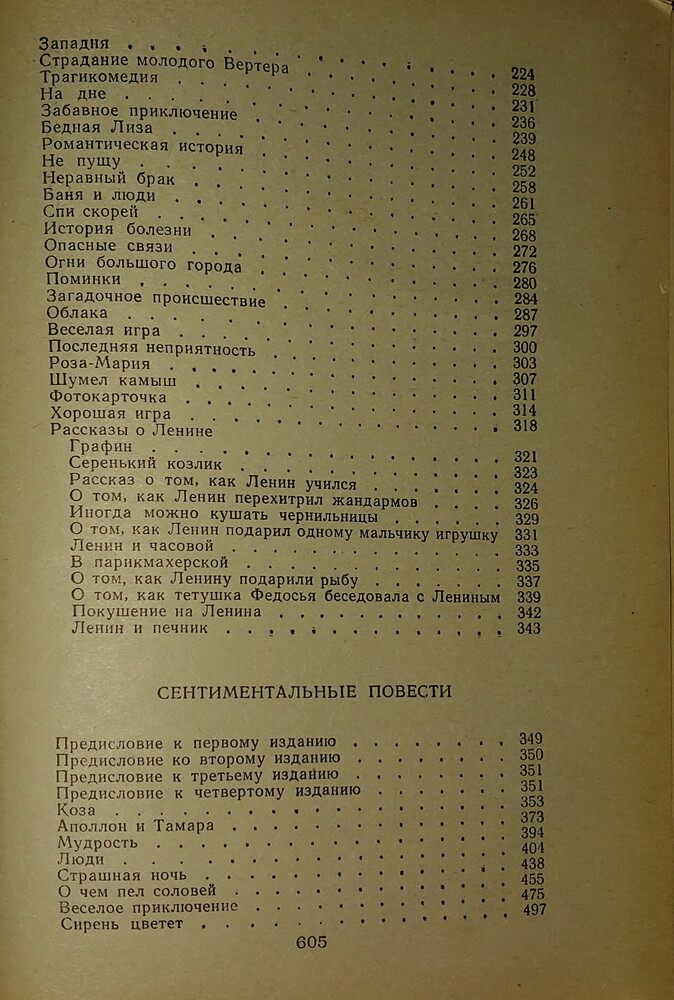 Западня . . . . . . . . . . 224
Страдание молодого Вертера . . . . . . . . 228
Трагикомедия . . . . . . . . . . 231
На дне . . . . . . . . . . 236
Забавное приключение . . . . . . . . . . 239
Бедная Лиза . . . . . . . . . . 248
Романтическая история . . . . . . . . . . 252
Не пущу . . . . . . . . . . 258
Неравный брак . . . . . . . . . . 261
Баня и люди . . . . . . . . . . 265
Спи скорей . . . . . . . . . . 268
История болезни . . . . . . . . . . 272
Опасные связи . . . . . . . . . . 276
Огни большого города . . . . . . . . . . 280
Поминки . . . . . . . . . . 284
Загадочное происшествие . . . . . . . . . . 287
Облака . . . . . . . . . . 297
Веселая игра . . . . . . . . . . 300
Последняя неприятность . . . . . . . . . . 303
Роза-Мария . . . . . . . . . . 307
Шумел камыш . . . . . . . . . . 311
Фотокарточка . . . . . . . . . . 314
Хорошая игра . . . . . . . . . . 318
Рассказы о Ленине
Графин . . . . . . . . . . 321
Серенький козлик . . . . . . . . . . 323
Рассказ о том, как Ленин учился . . . . . . . 324
О том, как Ленин перехитрил жандармов . . . . 326
Иногда можно кушать чернильницы . . . . . . 329
О том, как Ленин подарил одному мальчику игрушку 331
Ленин и часовой . . . . . . . . . . 333
В парикмахерской . . . . . . . . . . 335
О том, как Ленину подарили рыбу . . . . . . . 337
О том, как тетушка Федосья беседовала с Лениным 339
Покушение на Ленина . . . . . . . . . . 342
Ленин и печник . . . . . . . . . . 343
СЕНТИМЕНТАЛЬНЫЕ ПОВЕСТИ
Предисловие к первому изданию . . . . . . . . 349
Предисловие ко второму изданию . . . . . . . . 350
Предисловие к третьему изданию . . . . . . . . 351
Предисловие к четвертому изданию . . . . . . . 351
Коза . . . . . . . . . . 353
Аполлон и Тамара . . . . . . . . . . 373
Мудрость . . . . . . . . . . 394
Люди . . . . . . . . . . 404
Страшная ночь . . . . . . . . . . 438
О чем пел соловей . . . . . . . . . . 455
Веселое приключение . . . . . . . . . . 475
Сирень цветет . . . . . . . . . . 497
605